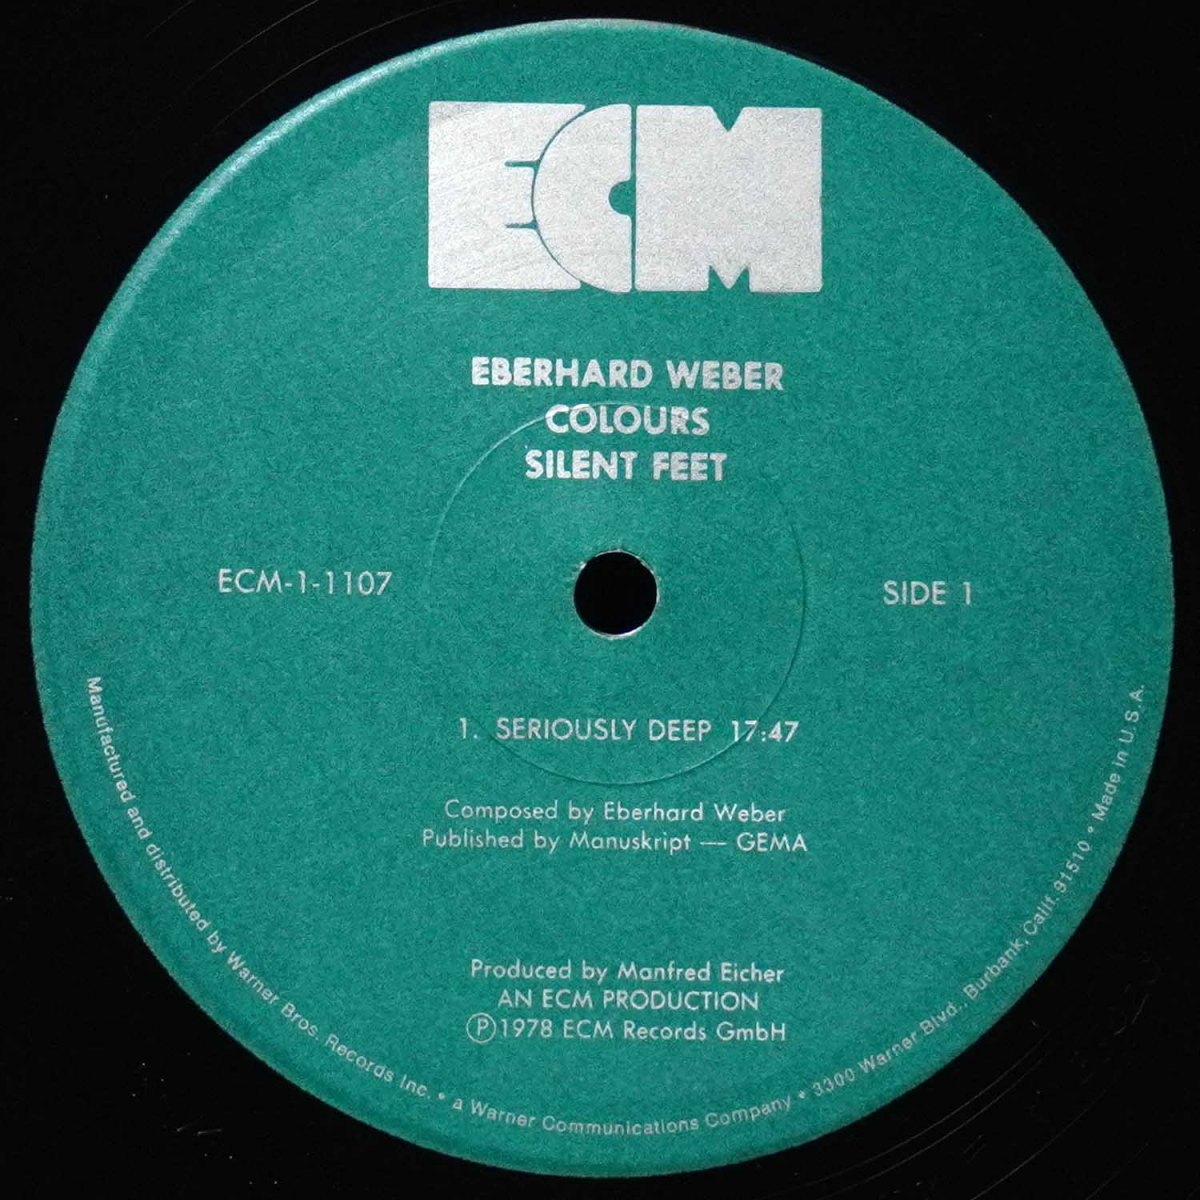 ECM
EBERHARD WEBER
COLOURS
SILENT FEET
ECM-1-1107
SIDE 1
1. SERIOUSLY DEEP 17:47
Composed by Eberhard Weber
Published by Manuskript — GEMA
Produced by Manfred Eicher
AN ECM PRODUCTION
Ⓟ1978 ECM Records GmbH
Manufactured and distributed by Warner Bros. Records Inc. • a Warner Communications Company • 3300 Warner Blvd., Burbank, Calif. 91510 • Made in U.S.A.